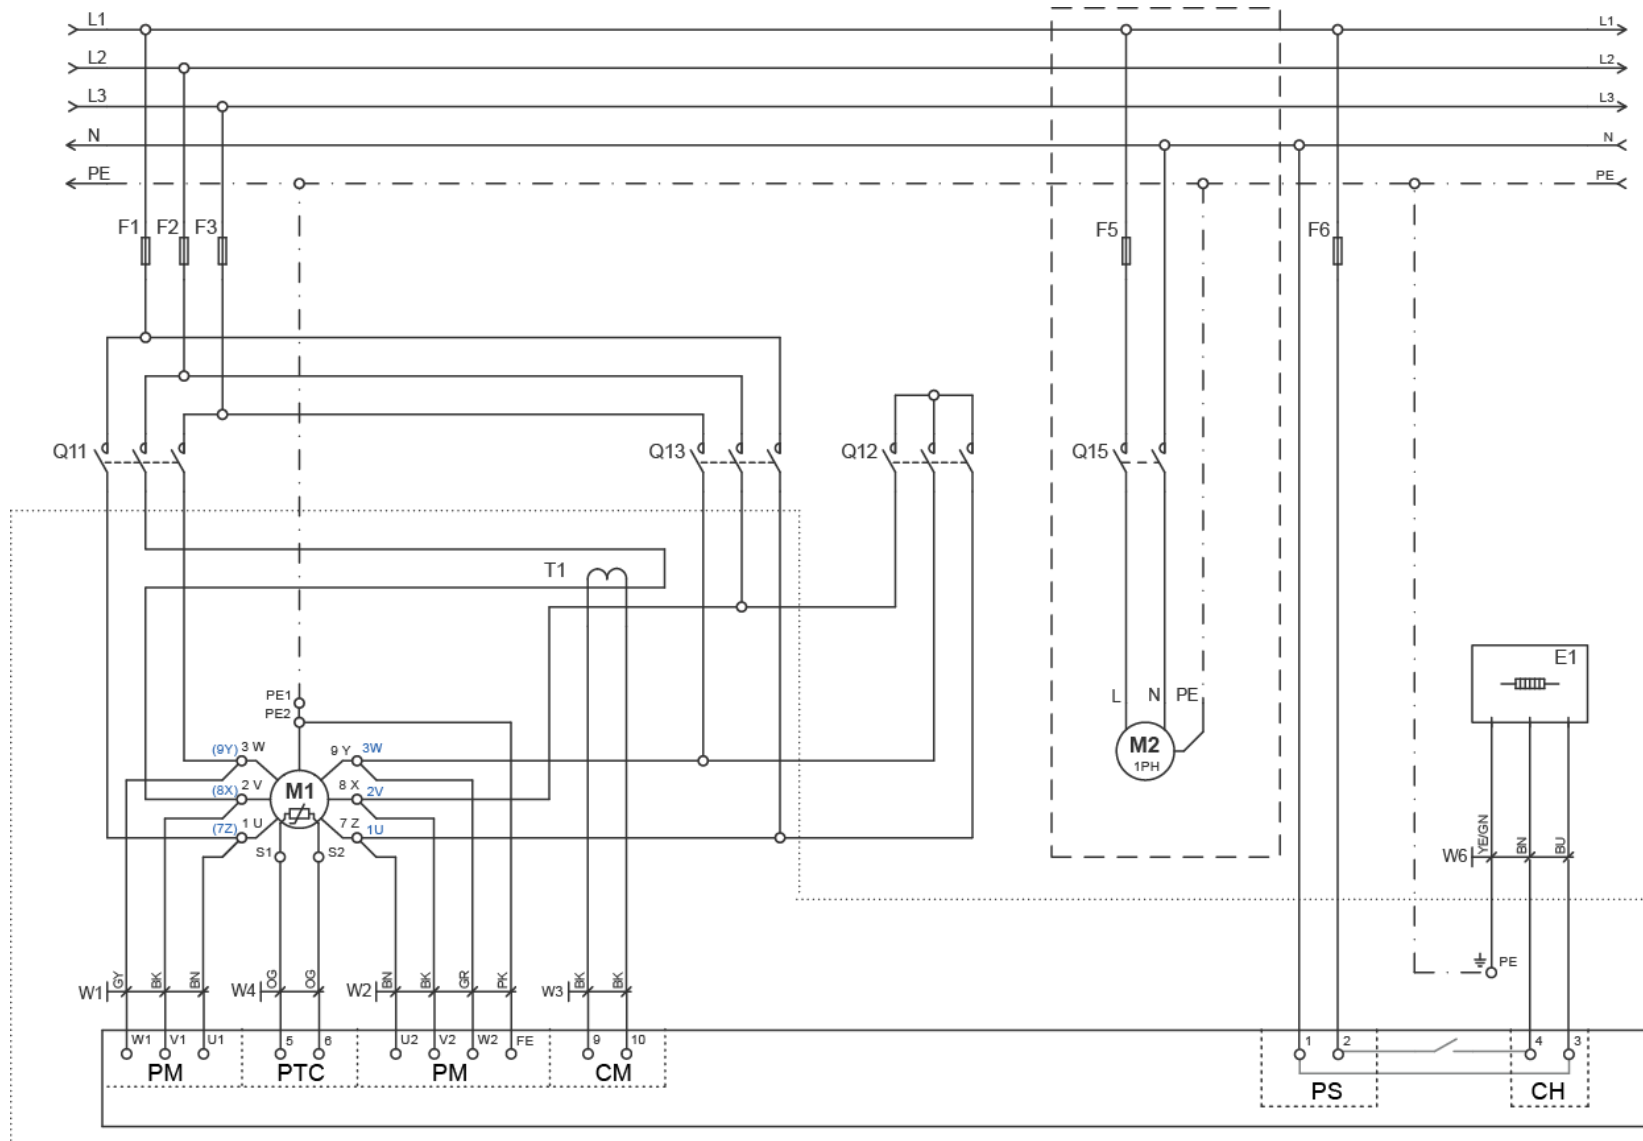 L1 L1
L2 L2
L3 L3
N N
PE PE
F1 F2 F3 F5 F6
Q11 Q13 Q12 Q15
T1
E1
PE1 L N PE
PE2
(9Y) 3 W 9 Y 3W M2
1PH
(8X) 2 V M1 8 X 2V
(7Z) 1 U 7 Z 1U
S1 S2
W6 YE/GN BN BU
PE
W1 GY BK BN W4 OG OG W2 BN BK GR PK W3 BK BK
W1 V1 U1 5 6 U2 V2 W2 FE 9 10 1 2 4 3
PM PTC PM CM PS CH